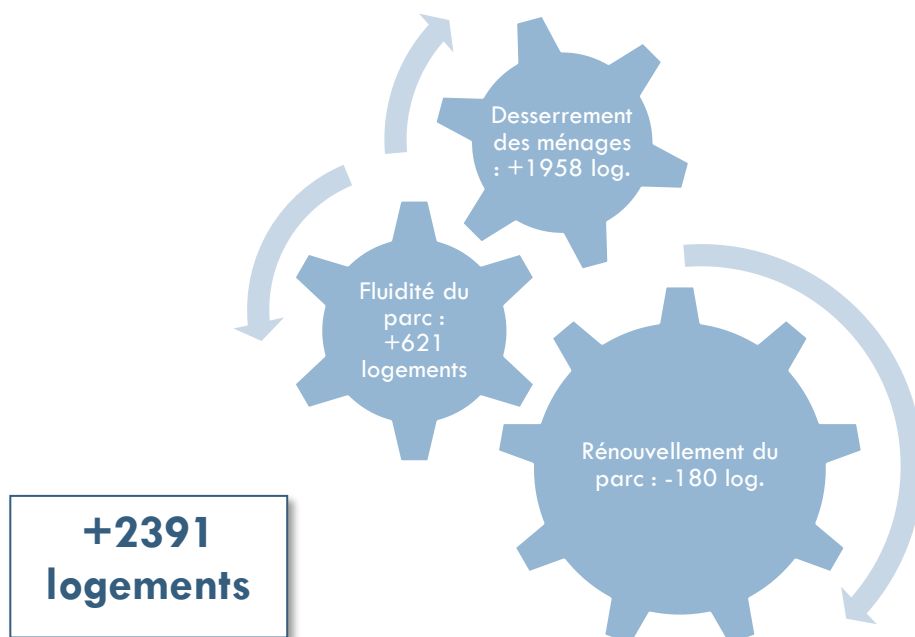 Desserrement
des ménages
: +1958 log.
Fluidité du
parc :
+621
logements
Rénouvellement du
parc : -180 log.
+2391
logements